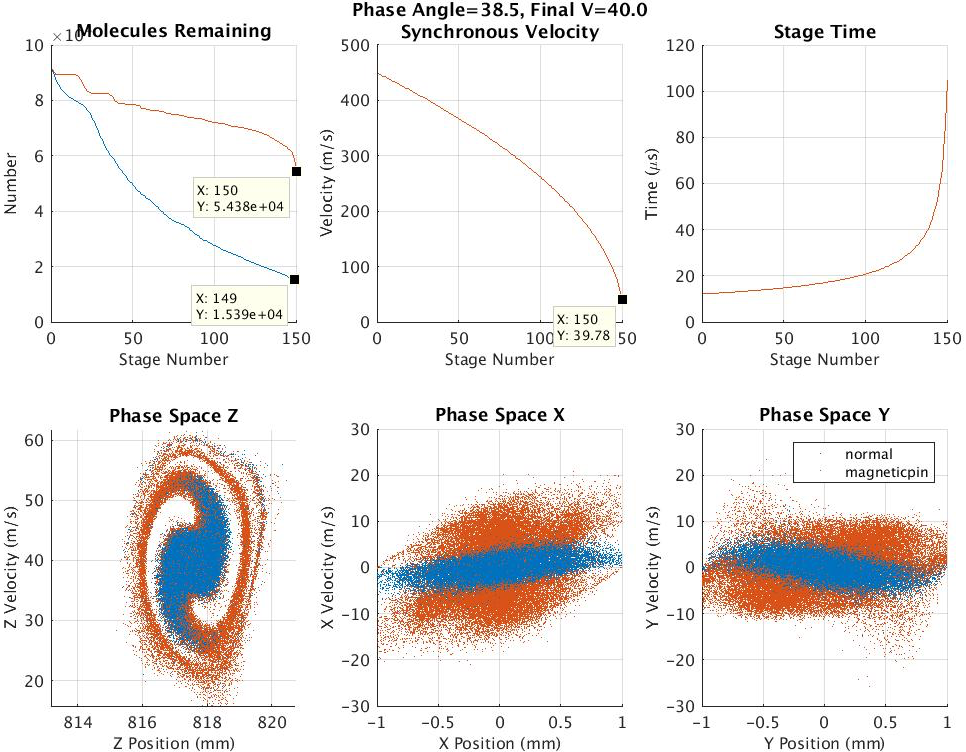 Phase Angle=38.5, Final V=40.0
Molecules Remaining
Synchronous Velocity
Stage Time
10
8
6
4
2
0
Number
X: 150
Y: 5.438e+04
X: 149
Y: 1.539e+04
0 50 100 150
Stage Number
500
400
300
200
100
0
Velocity (m/s)
X: 150
Y: 39.78
0 50 100 50
Stage Number
120
100
80
60
40
20
0
Time (μs)
0 50 100 150
Stage Number
Phase Space Z
Phase Space X
Phase Space Y
60
50
40
30
20
Z Velocity (m/s)
814 816 818 820
Z Position (mm)
30
20
10
0
-10
-20
-30
X Velocity (m/s)
-1 -0.5 0 0.5 1
X Position (mm)
30
20
10
0
-10
-20
-30
Y Velocity (m/s)
normal
magneticpin
-1 -0.5 0 0.5 1
Y Position (mm)